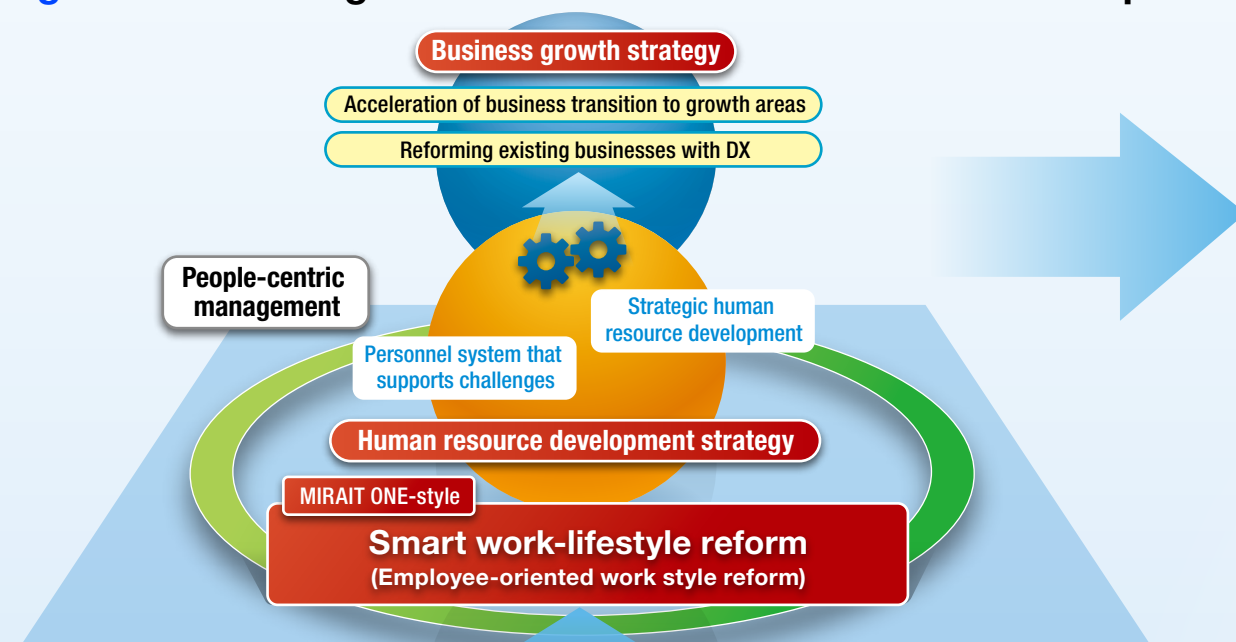 Business growth strategy
Acceleration of business transition to growth areas
Reforming existing businesses with DX
People-centric
management
Strategic human
resource development
Personnel system that
supports challenges
Human resource development strategy
MIRAIT ONE-style
Smart work-lifestyle reform
(Employee-oriented work style reform)